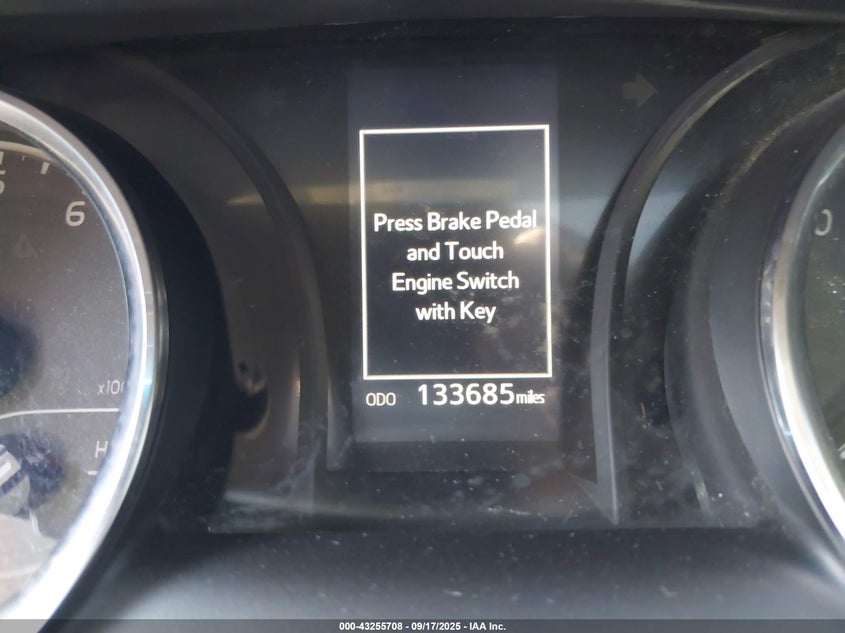 6
Press Brake Pedal
and Touch
Engine Switch
with Key
ODO 133685 miles
H
000-43255708 - 09/17/2025 - IAA Inc.